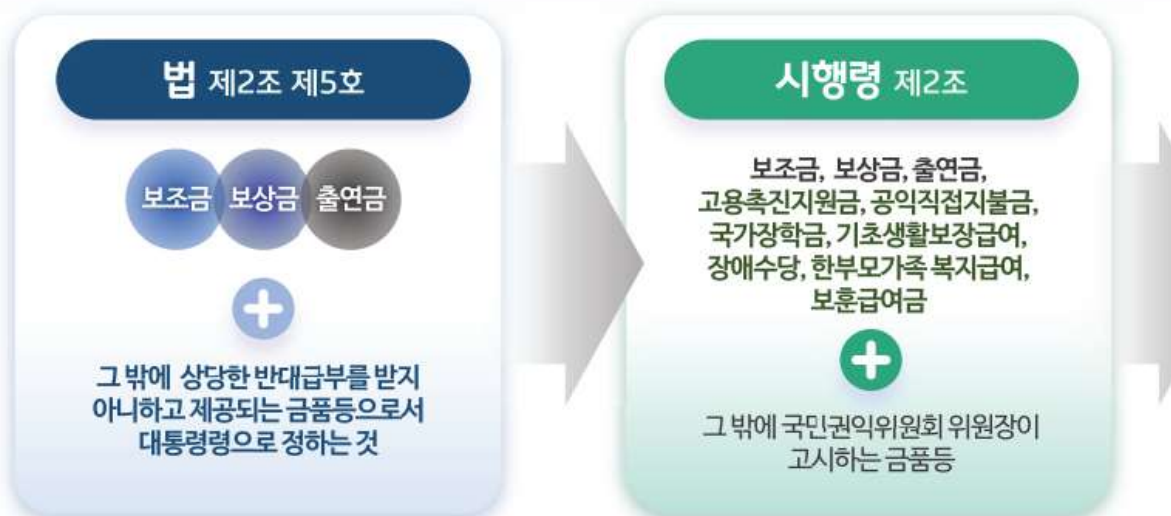 법 제2조 제5호
보조금 보상금 출연금
그 밖에 상당한 반대급부를 받지
아니하고 제공되는 금품등으로서
대통령령으로 정하는 것
시행령 제2조
보조금, 보상금, 출연금,
고용촉진지원금, 공익직접지불금,
국가장학금, 기초생활보장급여,
장애수당, 한부모가족 복지급여,
보훈급여금
그 밖에 국민권익위원회 위원장이
고시하는 금품등